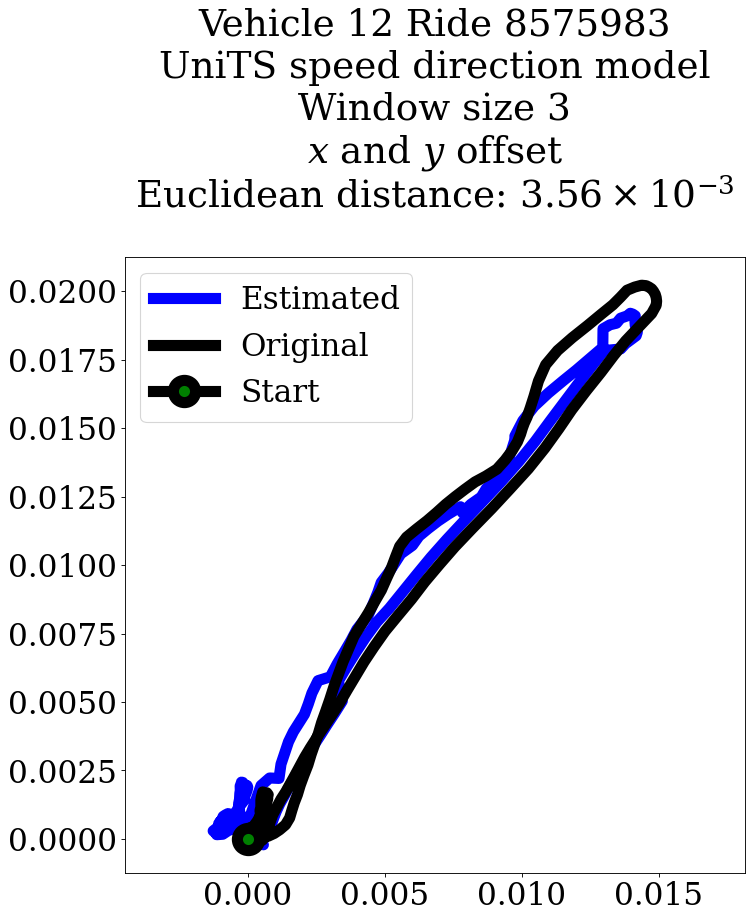 Vehicle 12 Ride 8575983
UniTS speed direction model
Window size 3
x and y offset
Euclidean distance: 3.56 × 10⁻³
Estimated
Original
Start
0.0200
0.0175
0.0150
0.0125
0.0100
0.0075
0.0050
0.0025
0.0000
0.000 0.005 0.010 0.015